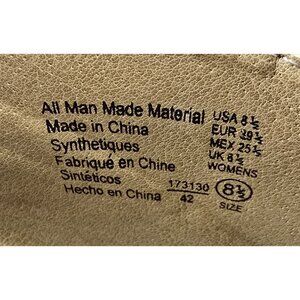 All Man Made Material USA 8½
Made in China EUR 39½
Synthetiques MEX 25½
Fabriqué en Chine UK 6½
Sintéticos WOMENS
Hecho en China 173130 8½
42 SIZE